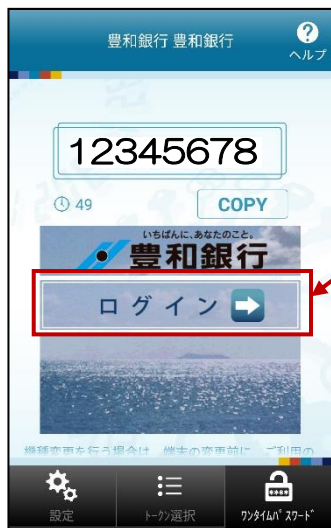 豊和銀行 豊和銀行
?
ヘルプ
12345678
49
COPY
いちばんに、あなたのこと。
豊和銀行
ログイン
機種変更を行う場合は、端末の変更前に、ご利用の
設定
トークン選択
****
ワンタイムパスワード